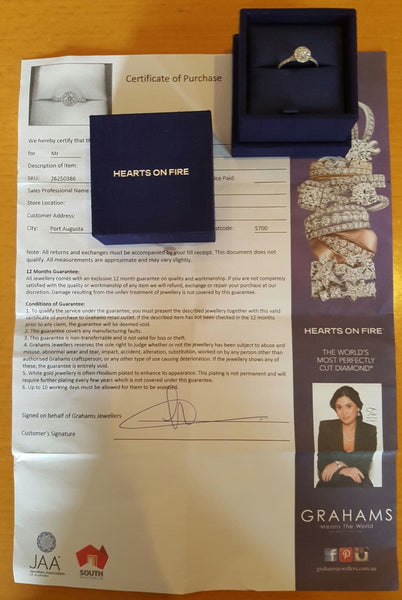 Certificate of Purchase
We hereby certify that th
for Mr
Description of Item:
SKU: 26250386 ice Paid:
Sales Professional Name
Store Location:
Customer Address:
City: Port Augusta stcode: 5700
HEARTS ON FIRE
Note: All returns and exchanges must be accompanied by your till receipt. This document does not
qualify. All measurements are approximate and may vary slightly.
12 Months Guarantee:
All Jewellery comes with an exclusive 12 month guarantee on quality and workmanship. If you are not completely
satisfied with the quality or workmanship of any item we will refund, exchange or repair your purchase at our
discretion. Damage resulting from the unfair treatment of jewellery is not covered by this guarantee.
Conditions of Guarantee:
1. To qualify the service under the guarantee, you must present the described jewellery together with this valid
certificate of purchase to Grahams retail outlet. If the described item has not been checked in the 12 months
prior to any claim, the guarantee will be deemed void.
2. This guarantee covers any manufacturing faults.
3. This guarantee is non-transferrable and is not valid for loss or theft.
4. Grahams Jewellers reserves the sole right to judge whether the jewellery has been subject to abuse and
misuse, abnormal wear and tear, impact, accident, alteration, substitution, worked on by any person other than
authorised Grahams craftsperson, or any other type of use causing deterioration. If the jewellery shows any of
these, the guarantee is entirely void.
5. White gold jewellery is often rhodium plated to enhance its appearance. This plating is not permanent and will
require further plating every few years which is not covered under this guarantee.
6. Up to 10 working days must be allowed for them to be assessed.
Signed on behalf of Grahams Jewellers
Customer's Signature
JAA
Jewellers Association
of Australia
SOUTH
AUSTRALIA
HEARTS ON FIRE
THE WORLD'S
MOST PERFECTLY
CUT DIAMOND®
GRAHAMS
Means The World
grahamsjewellers.com.au